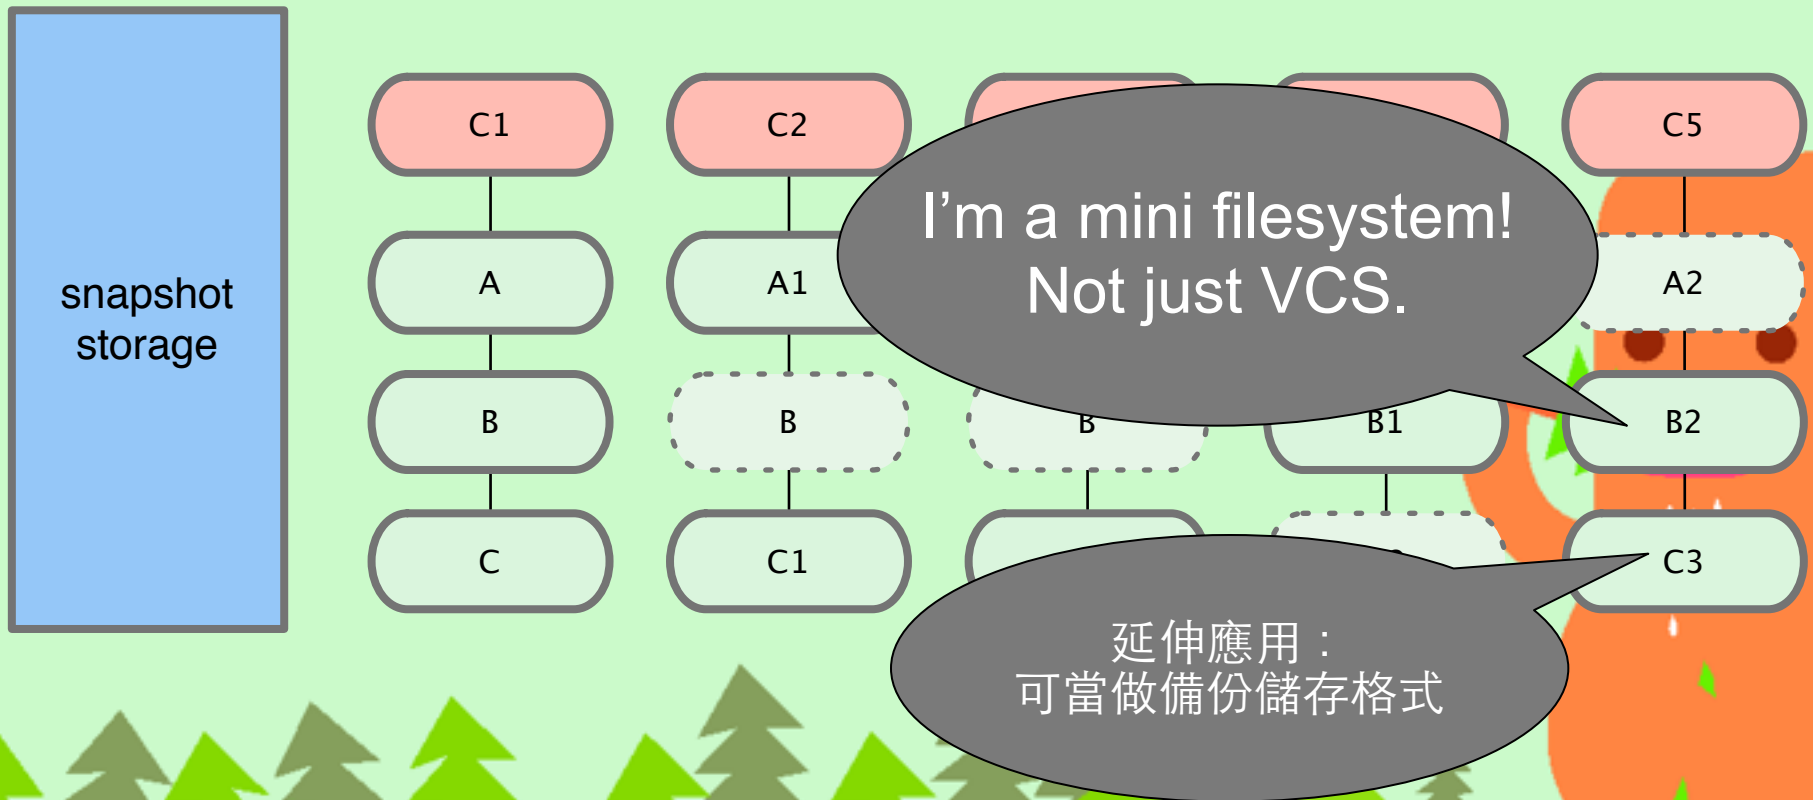 snapshot
storage
C1
C2
C5
I'm a mini filesystem!
Not just VCS.
A
A1
A2
B
B
B
B1
B2
C
C1
C3
延伸應用：
可當做備份儲存格式